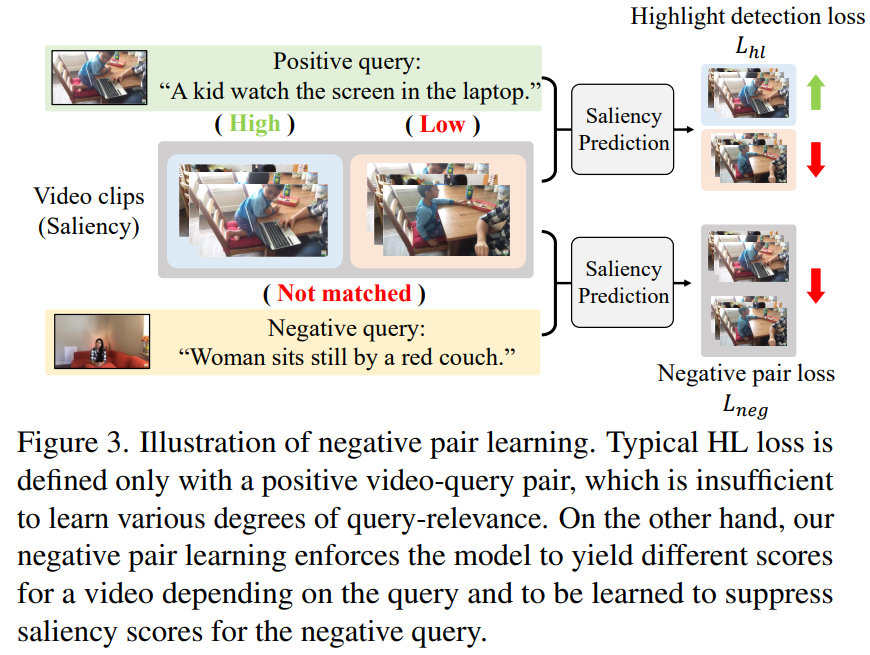 Highlight detection loss
L_hl
Positive query:
“A kid watch the screen in the laptop.”
( High )
( Low )
Saliency
Prediction
Video clips
(Saliency)
( Not matched )
Saliency
Prediction
Negative query:
“Woman sits still by a red couch.”
Negative pair loss
L_neg
Figure 3. Illustration of negative pair learning. Typical HL loss is
defined only with a positive video-query pair, which is insufficient
to learn various degrees of query-relevance. On the other hand, our
negative pair learning enforces the model to yield different scores
for a video depending on the query and to be learned to suppress
saliency scores for the negative query.